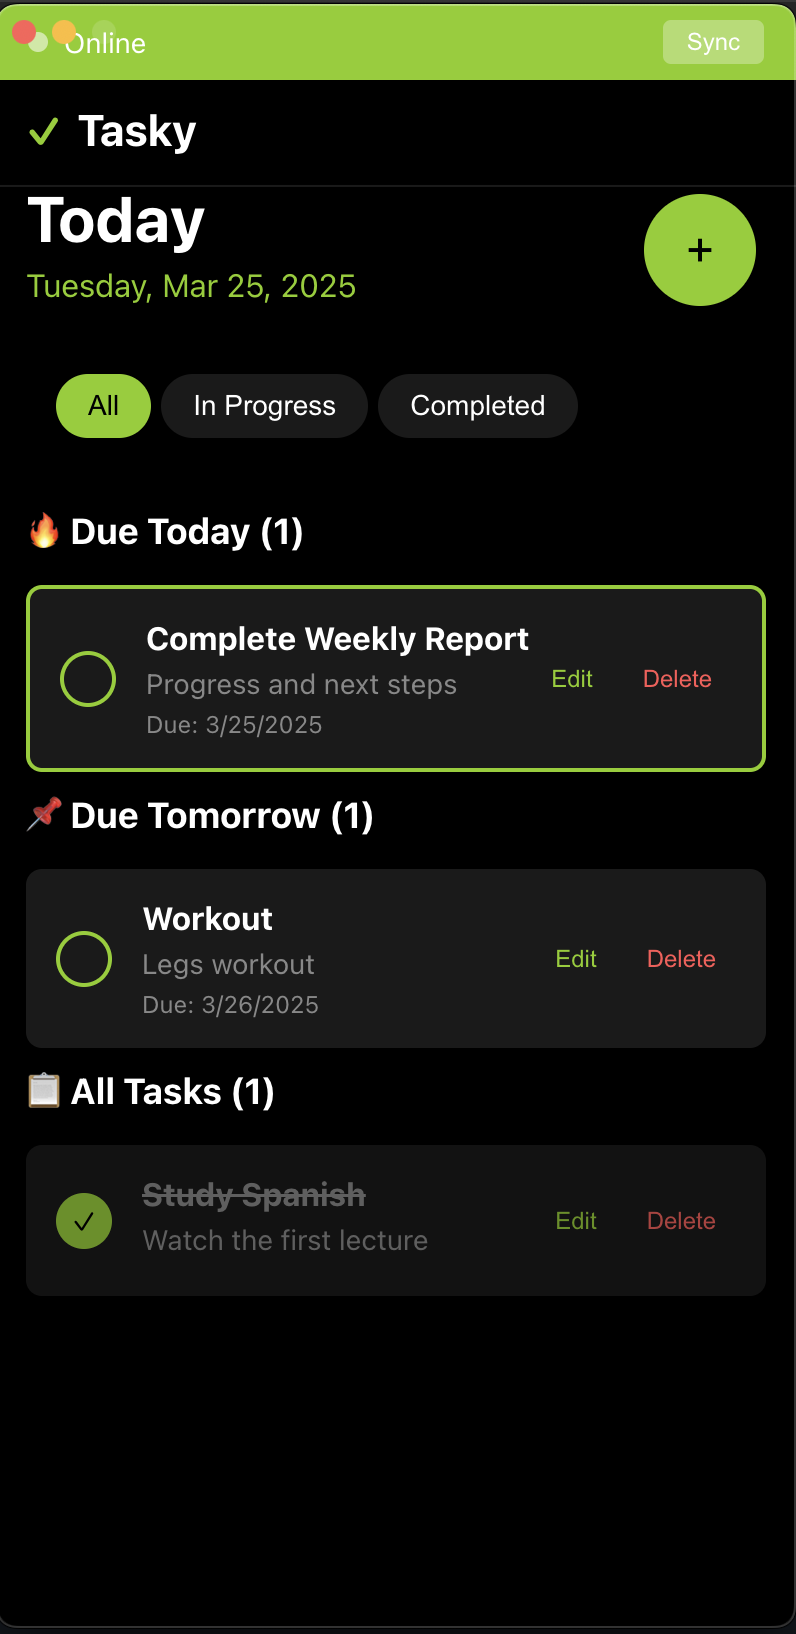 Online
Sync
Tasky
Today
Tuesday, Mar 25, 2025
+
All
In Progress
Completed
🔥 Due Today (1)
Complete Weekly Report
Progress and next steps
Due: 3/25/2025
Edit
Delete
📌 Due Tomorrow (1)
Workout
Legs workout
Due: 3/26/2025
Edit
Delete
📋 All Tasks (1)
Study Spanish
Watch the first lecture
Edit
Delete